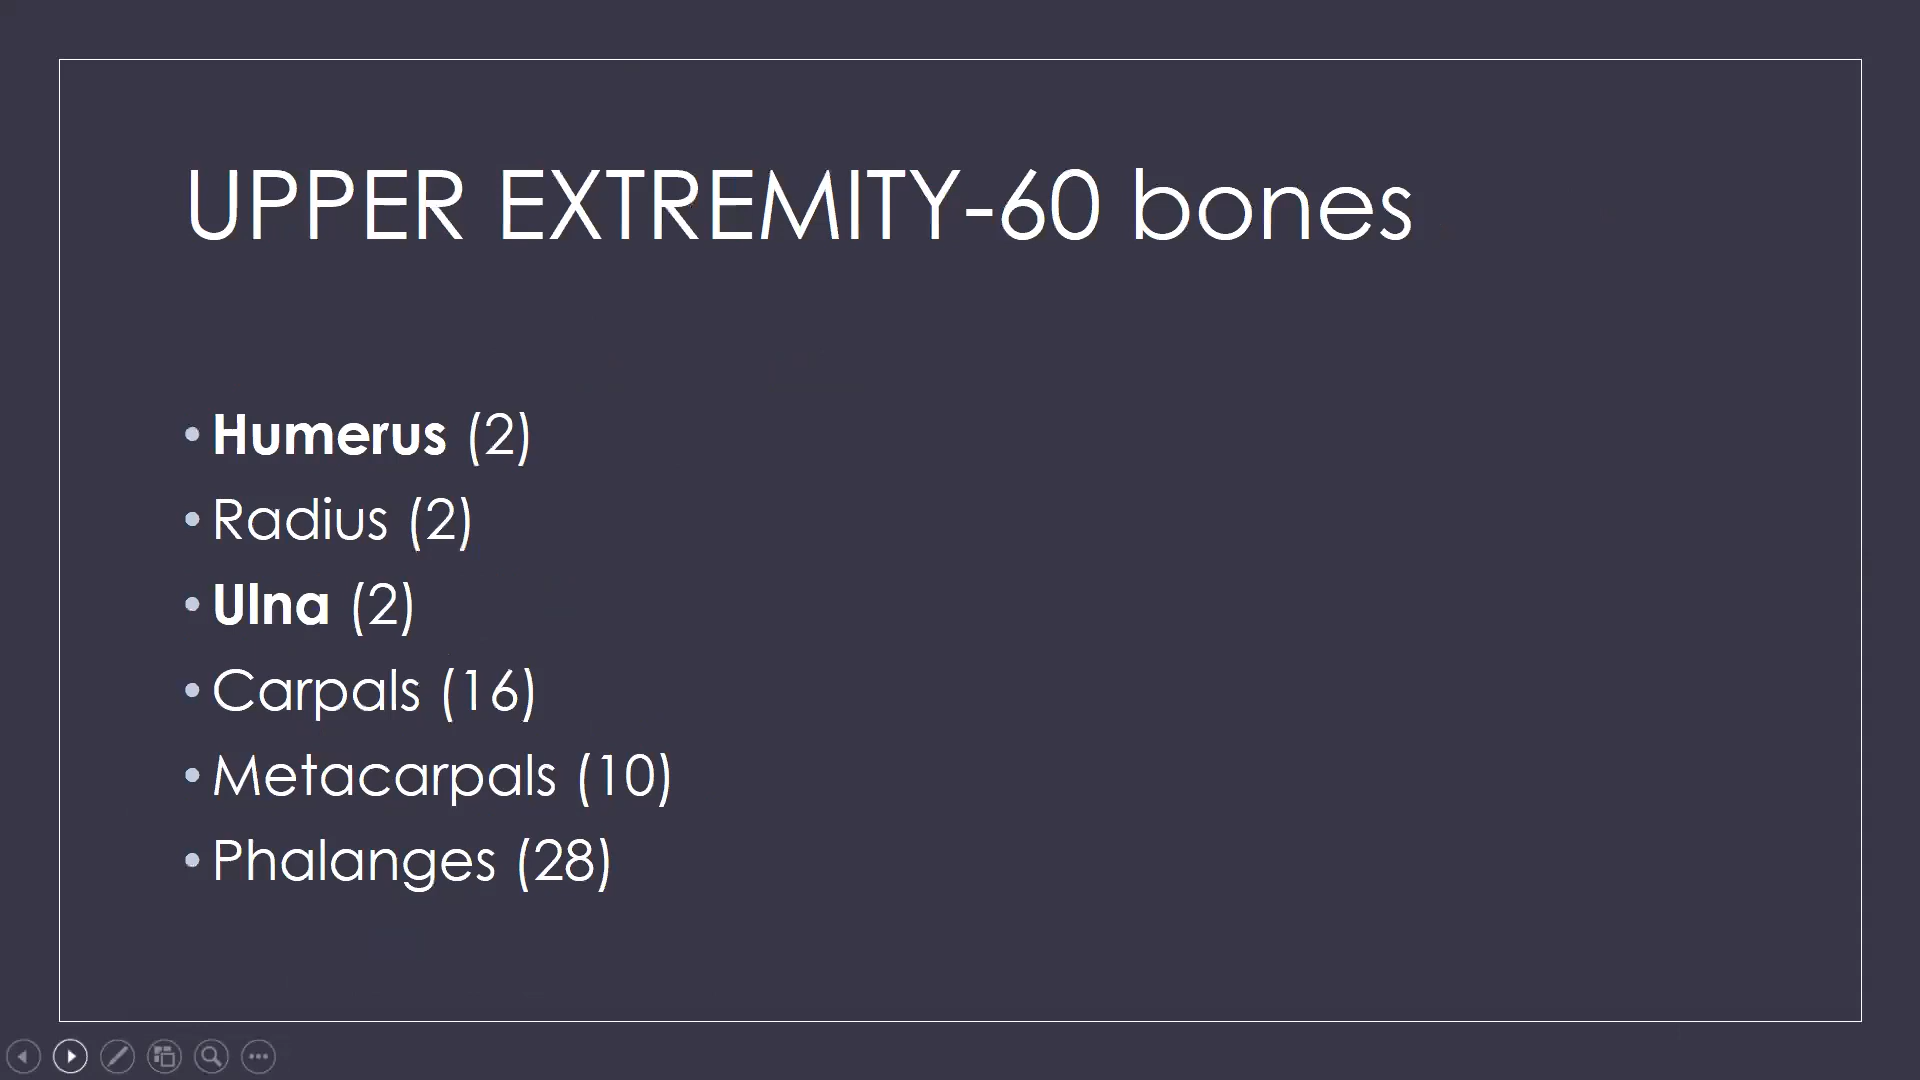 UPPER EXTREMITY-60 bones
• Humerus (2)
• Radius (2)
• Ulna (2)
• Carpals (16)
• Metacarpals (10)
• Phalanges (28)